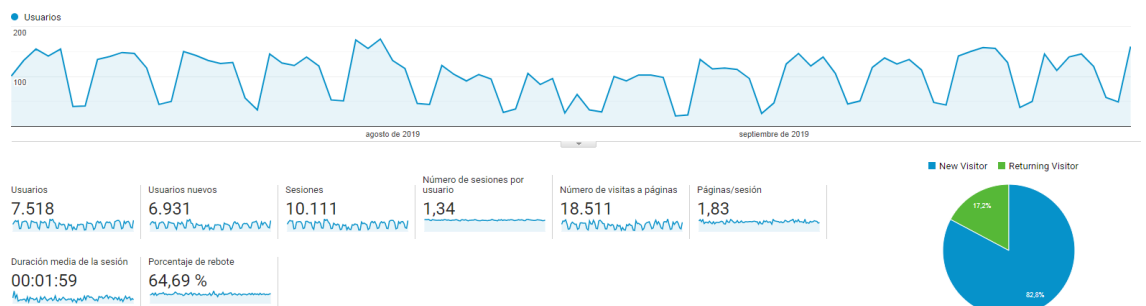 Usuarios
200
100
agosto de 2019
septiembre de 2019
New Visitor Returning Visitor
Usuarios
7.518
Usuarios nuevos
6.931
Sesiones
10.111
Número de sesiones por
usuario
1,34
Número de visitas a páginas
18.511
Páginas/sesión
1,83
Duración media de la sesión
00:01:59
Porcentaje de rebote
64,69 %
17,2%
82,8%